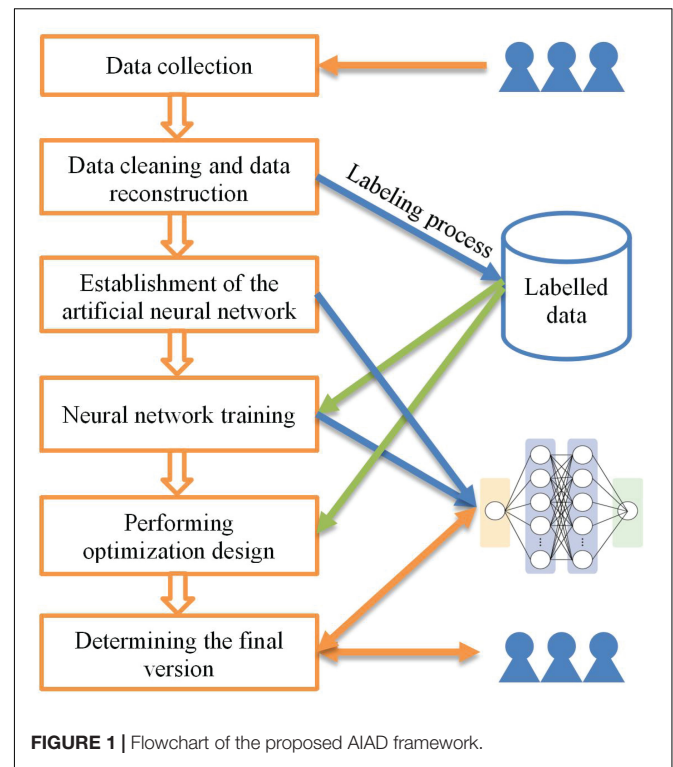 Data collection
Data cleaning and data
reconstruction
Labeling process
Establishment of the
artificial neural network
Labelled
data
Neural network training
Performing
optimization design
Determining the final
version
FIGURE 1 | Flowchart of the proposed AIAD framework.